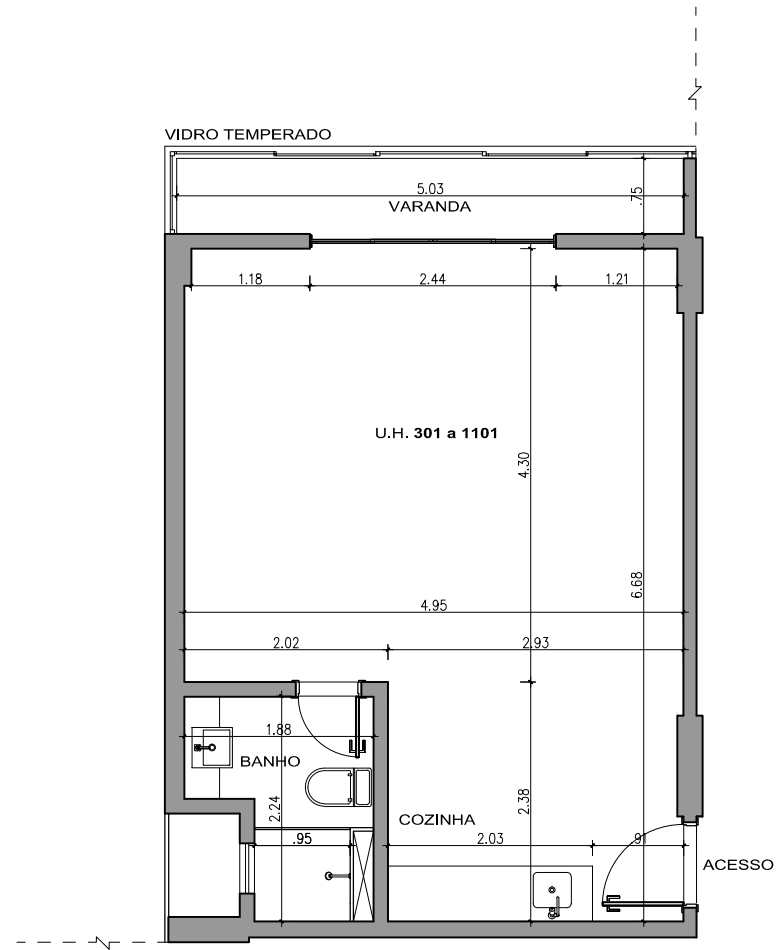 VIDRO TEMPERADO
5.03
.75
VARANDA
1.18
2.44
1.21
U.H. 301 a 1101
4.30
6.68
4.95
2.02
2.93
1.88
BANHO
2.24
2.38
COZINHA
.95
2.03
.91
ACESSO